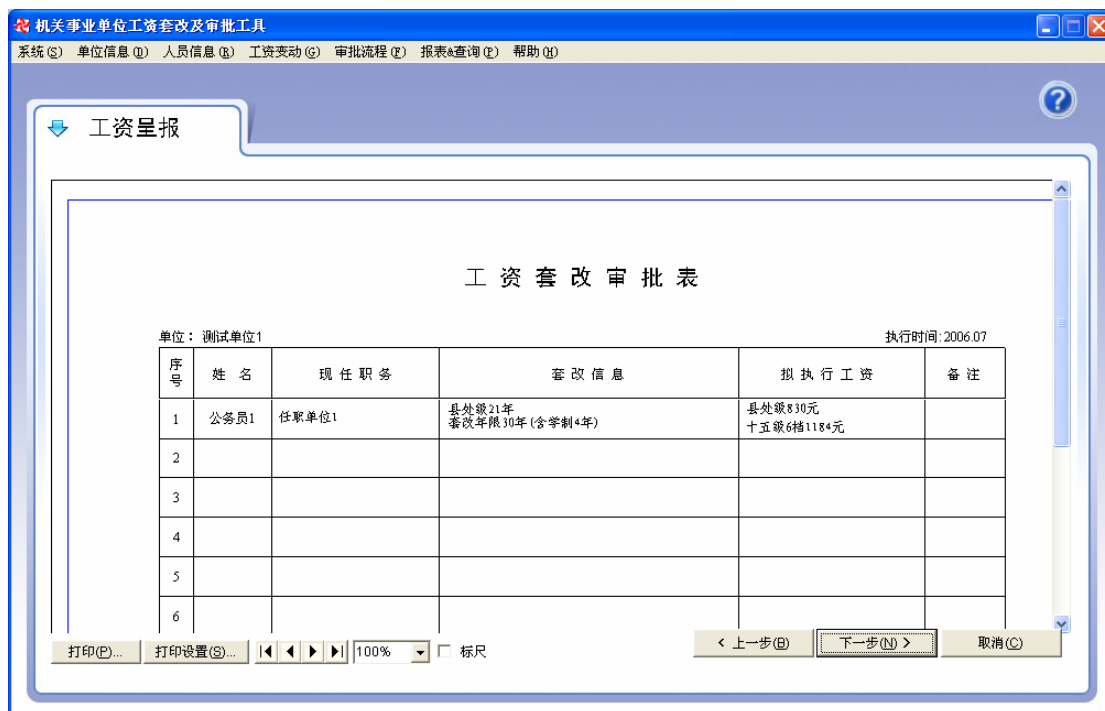 机关事业单位工资套改及审批工具
系统(S) 单位信息(D) 人员信息(R) 工资变动(G) 审批流程(F) 报表&查询(P) 帮助(H)
工资呈报
工资套改审批表
单位：测试单位1 执行时间:2006.07
序号 姓名 现任职务 套改信息 拟执行工资 备注
1 公务员1 任职单位1 县处级21年 县处级830元
套改年限30年(含学制4年) 十五级6档1184元
2
3
4
5
6
打印(P)... 打印设置(S)... 100% 标尺 < 上一步(B) 下一步(N) > 取消(C)